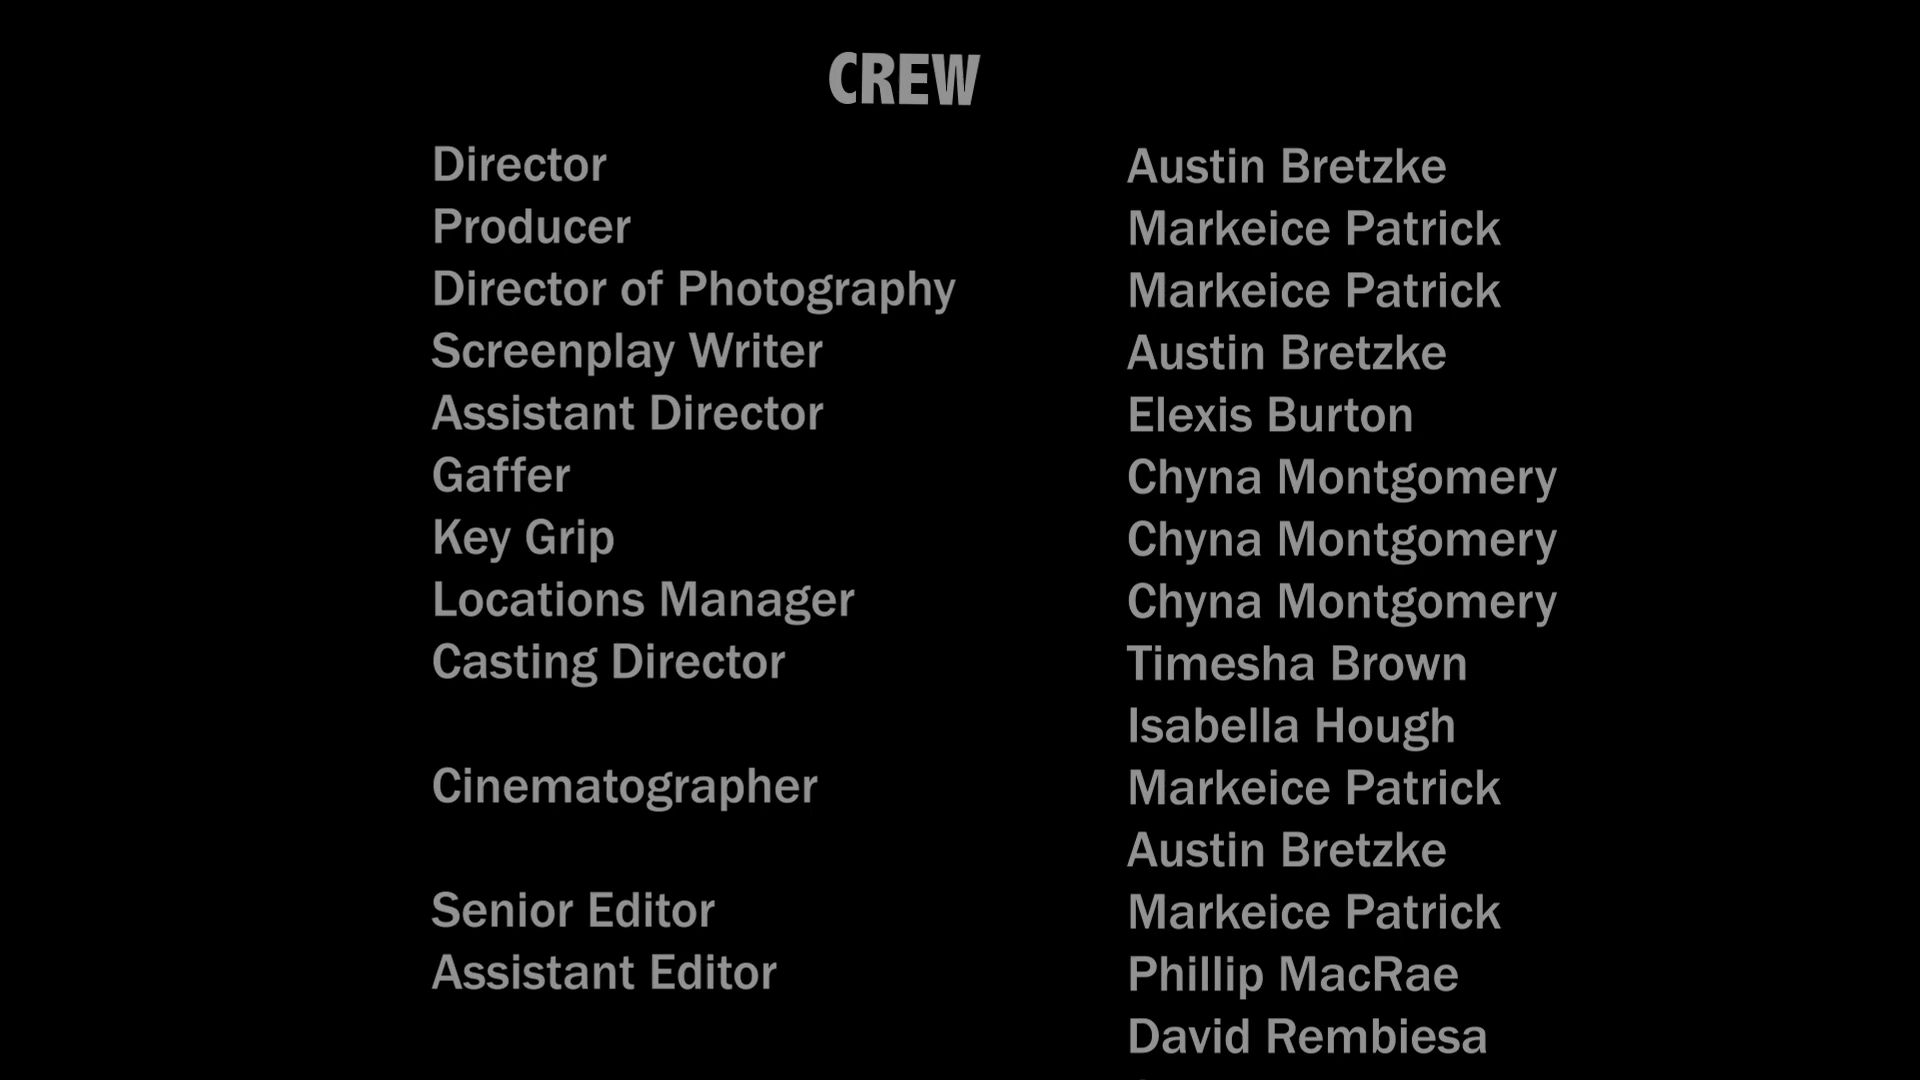 CREW
Director Austin Bretzke
Producer Markeice Patrick
Director of Photography Markeice Patrick
Screenplay Writer Austin Bretzke
Assistant Director Elexis Burton
Gaffer Chyna Montgomery
Key Grip Chyna Montgomery
Locations Manager Chyna Montgomery
Casting Director Timesha Brown
Isabella Hough
Cinematographer Markeice Patrick
Austin Bretzke
Senior Editor Markeice Patrick
Assistant Editor Phillip MacRae
David Rembiesa